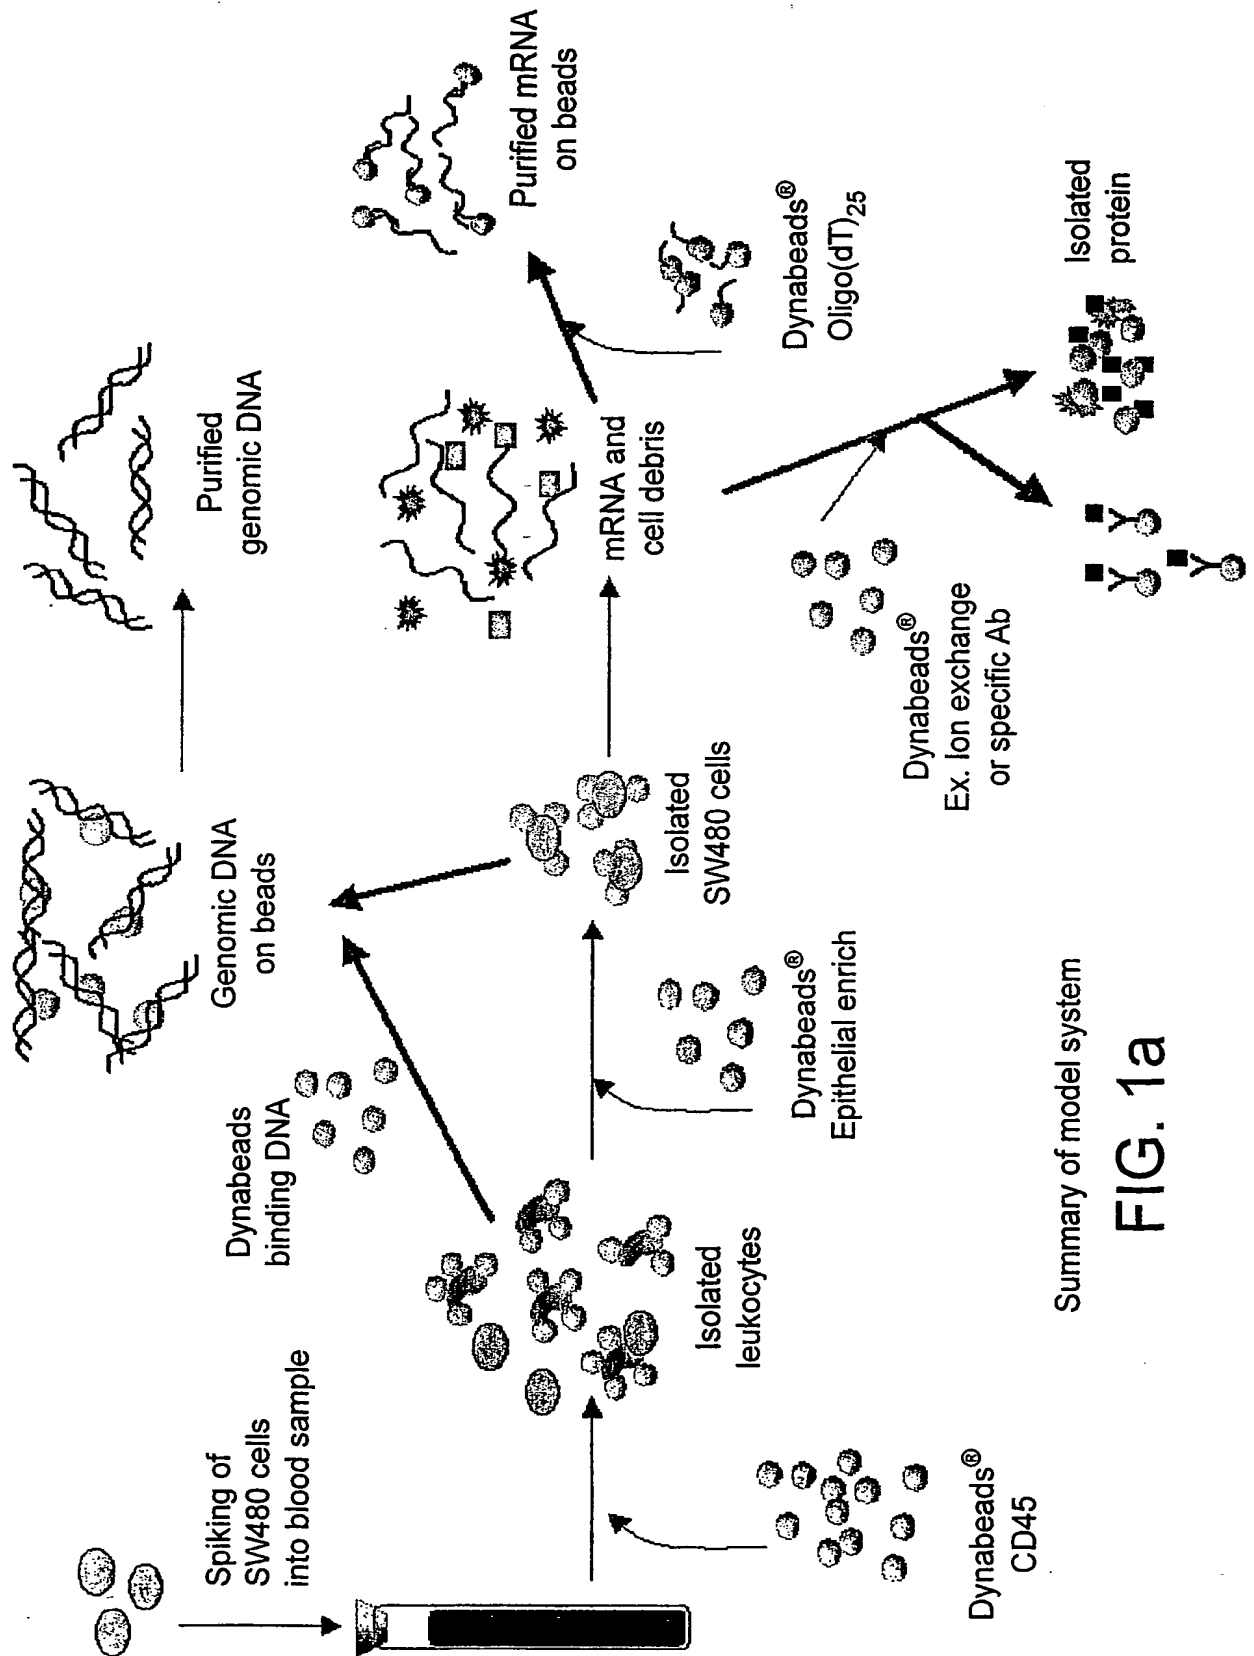 Spiking of
SW480 cells
into blood sample
Dynabeads®
CD45
Isolated
leukocytes
Dynabeads
binding DNA
Dynabeads®
Epithelial enrich
Genomic DNA
on beads
Isolated
SW480 cells
Purified
genomic DNA
mRNA and
cell debris
Dynabeads®
Ex. Ion exchange
or specific Ab
Dynabeads®
Oligo(dT)25
Purified mRNA
on beads
Isolated
protein
Summary of model system
FIG. 1a